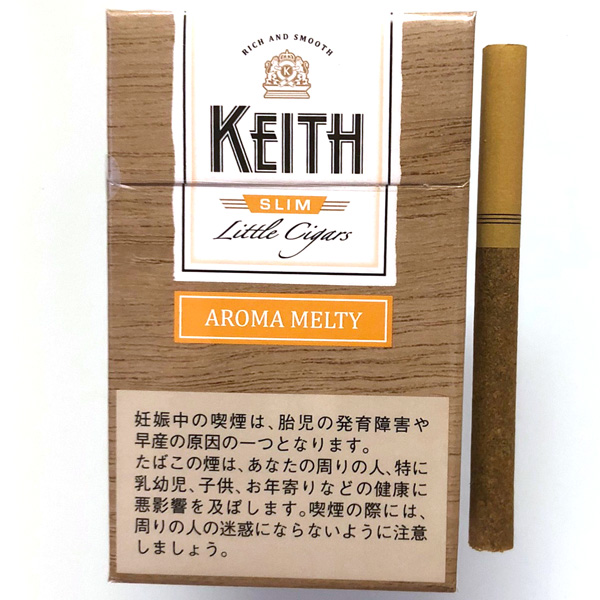 RICH AND SMOOTH
K
KEITH
SLIM
Little Cigars
AROMA MELTY
妊娠中の喫煙は、胎児の発育障害や
早産の原因の一つとなります。
たばこの煙は、あなたの周りの人、特に
乳幼児、子供、お年寄りなどの健康に
悪影響を及ぼします。喫煙の際には、
周りの人の迷惑にならないように注意
しましょう。